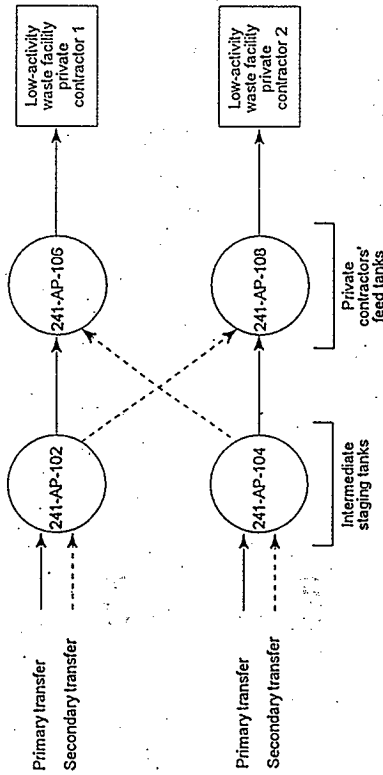 Primary transfer
Secondary transfer
241-AP-102
241-AP-106
Low-activity
waste facility
private
contractor 1
Primary transfer
Secondary transfer
241-AP-104
241-AP-108
Low-activity
waste facility
private
contractor 2
Intermediate
staging tanks
Private
contractors'
feed tanks